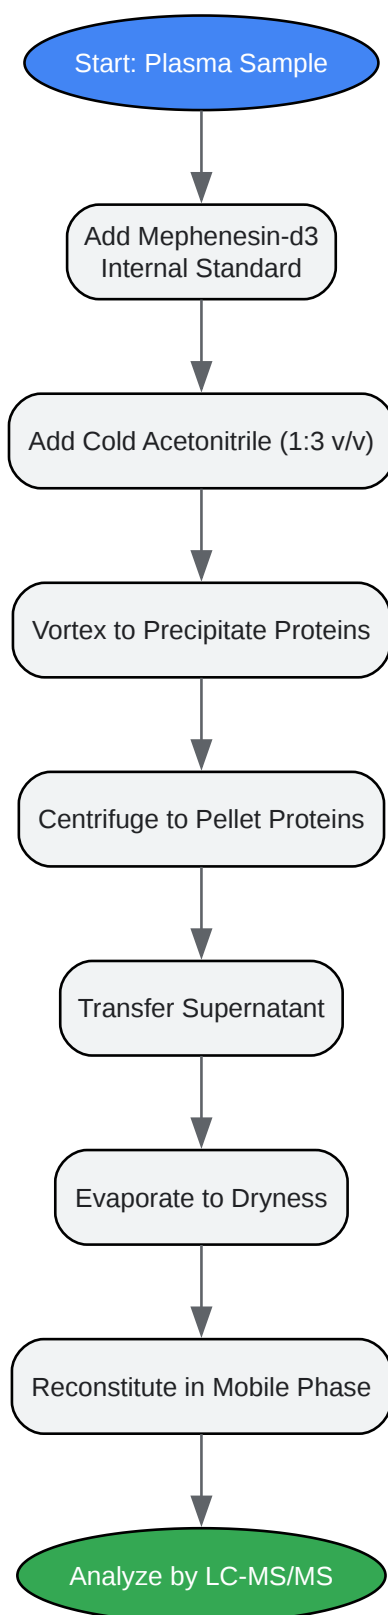 Start: Plasma Sample
Add Mephenesin-d3
Internal Standard
Add Cold Acetonitrile (1:3 v/v)
Vortex to Precipitate Proteins
Centrifuge to Pellet Proteins
Transfer Supernatant
Evaporate to Dryness
Reconstitute in Mobile Phase
Analyze by LC-MS/MS